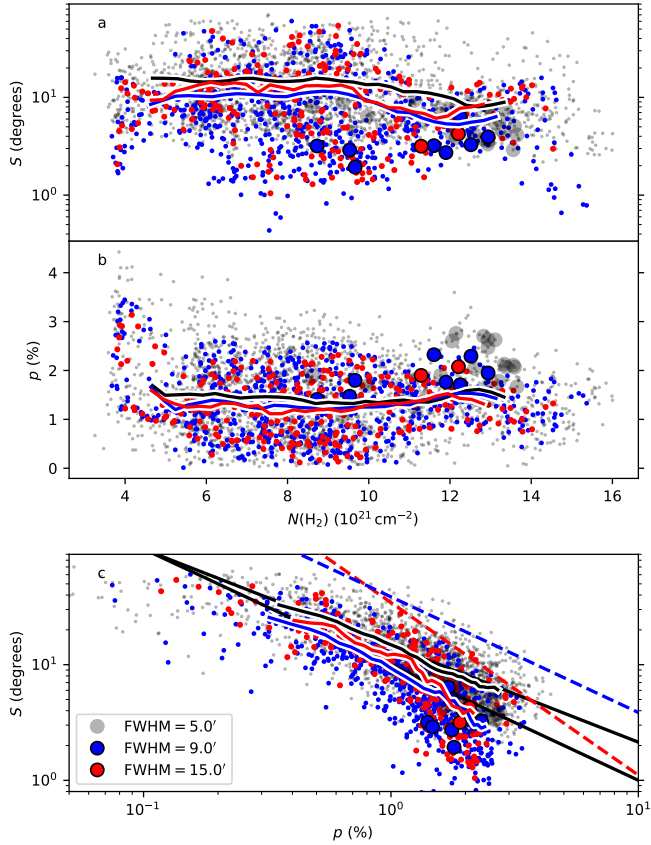 a
10¹
10⁰
S (degrees)
b
4
3
2
1
0
p (%)
4 6 8 10 12 14 16
N(H₂) (10²¹ cm⁻²)
c
10¹
10⁰
S (degrees)
FWHM = 5.0′
FWHM = 9.0′
FWHM = 15.0′
10⁻¹ 10⁰ 10¹
p (%)